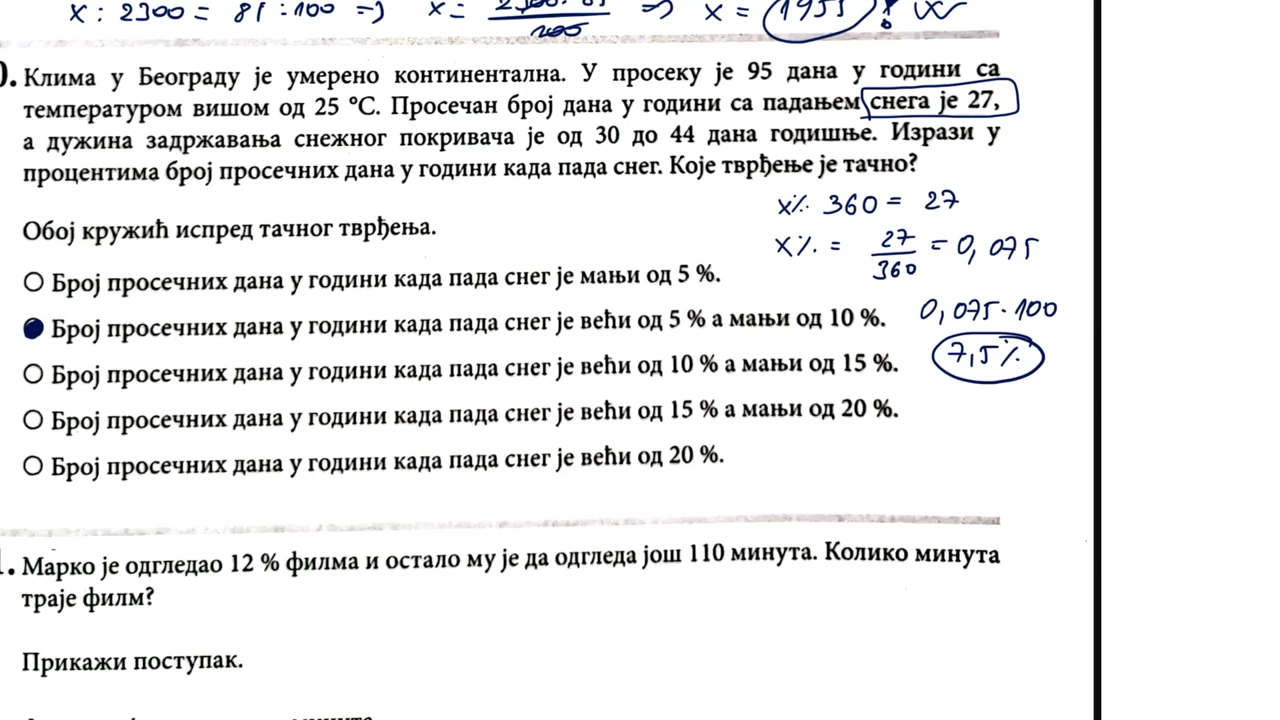 x : 2300 = 81 : 100 => x = => x = 1955
0. Клима у Београду је умерено континентална. У просеку је 95 дана у години са
температуром вишом од 25 °C. Просечан број дана у години са падањем снега је 27,
а дужина задржавања снежног покривача је од 30 до 44 дана годишње. Изрази у
процентима број просечних дана у години када пада снег. Које тврђење је тачно?
x% 360 = 27
Обој кружић испред тачног тврђења.
x% = 27/360 = 0,075
Број просечних дана у години када пада снег је мањи од 5 %.
Број просечних дана у години када пада снег је већи од 5 % а мањи од 10 %.
0,075 · 100
7,5%
Број просечних дана у години када пада снег је већи од 10 % а мањи од 15 %.
Број просечних дана у години када пада снег је већи од 15 % а мањи од 20 %.
Број просечних дана у години када пада снег је већи од 20 %.
1. Марко је одгледао 12 % филма и остало му је да одгледа још 110 минута. Колико минута
траје филм?
Прикажи поступак.